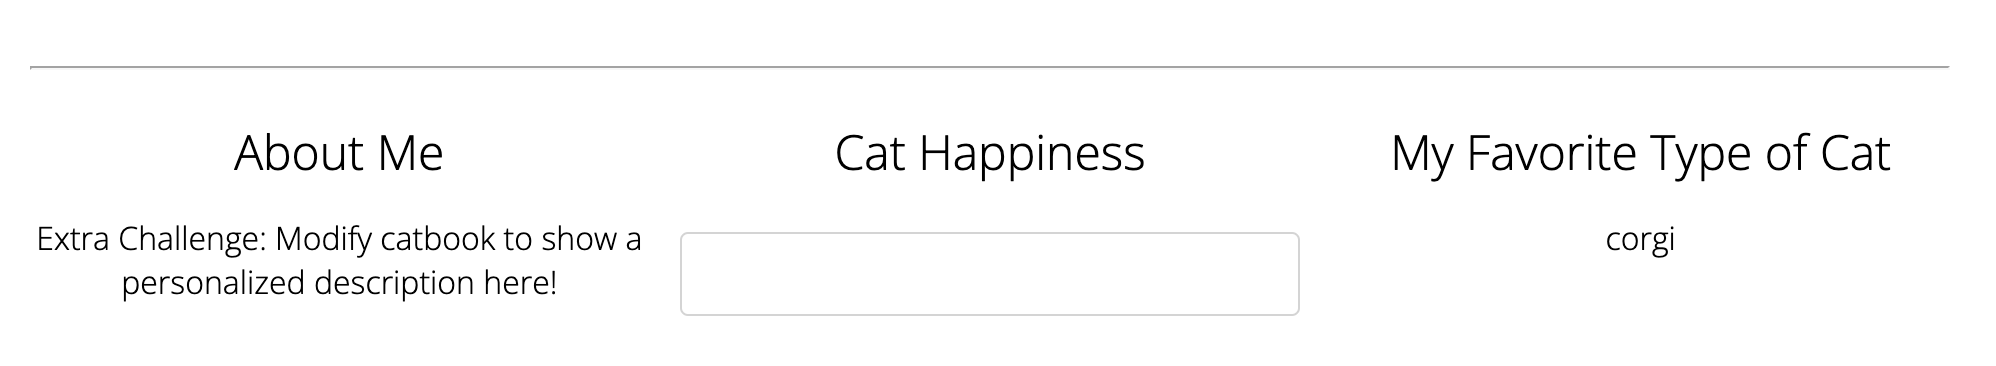 About Me
Extra Challenge: Modify catbook to show a
personalized description here!
Cat Happiness
My Favorite Type of Cat
corgi